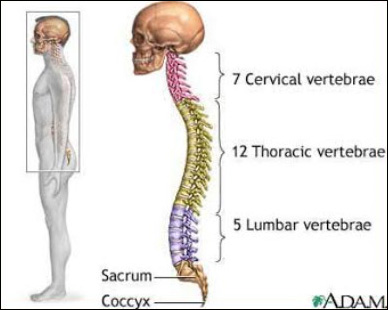 7 Cervical vertebrae
12 Thoracic vertebrae
5 Lumbar vertebrae
Sacrum
Coccyx
ADAM